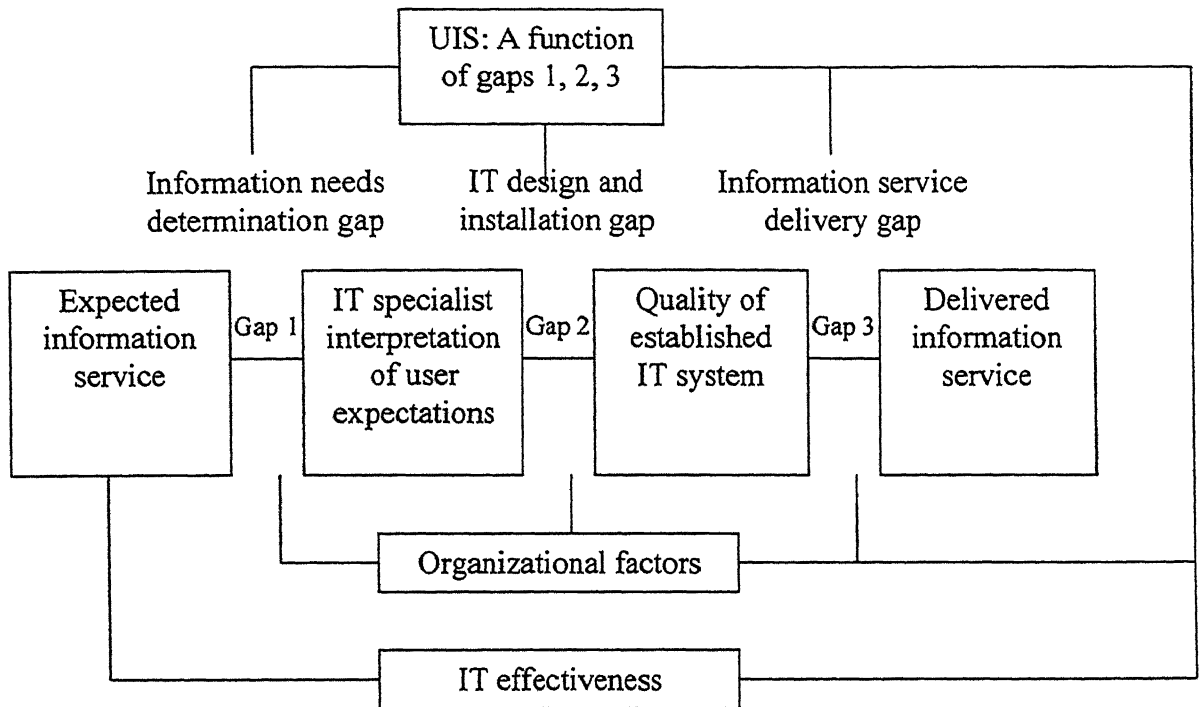 UIS: A function
of gaps 1, 2, 3
Information needs
determination gap
IT design and
installation gap
Information service
delivery gap
Expected
information
service
Gap 1
IT specialist
interpretation
of user
expectations
Gap 2
Quality of
established
IT system
Gap 3
Delivered
information
service
Organizational factors
IT effectiveness